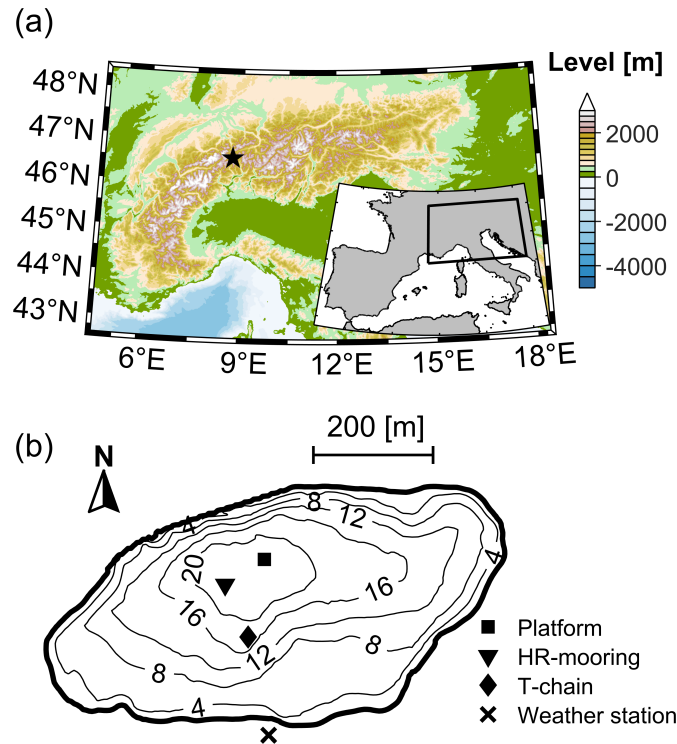 (a)
Level [m]
48°N
47°N
46°N
45°N
44°N
43°N
2000
0
-2000
-4000
6°E
9°E
12°E
15°E
18°E
(b)
200 [m]
N
8
12
4
4
20
16
16
12
8
8
4
Platform
HR-mooring
T-chain
Weather station